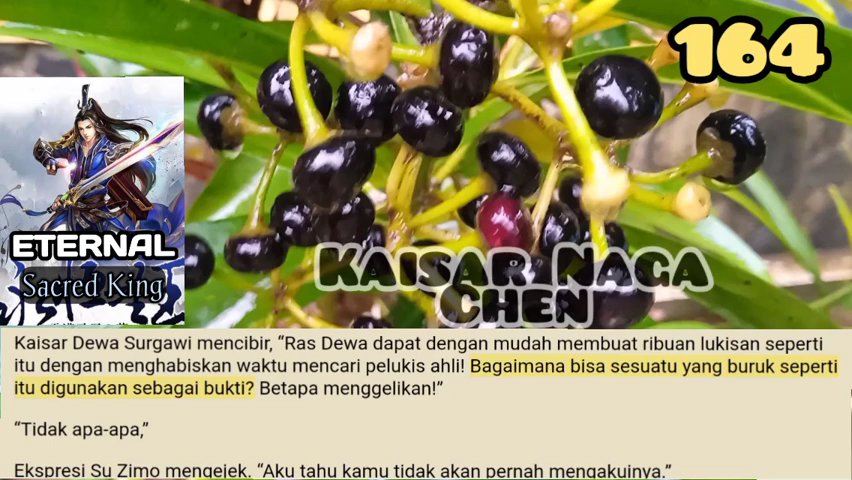 164
ETERNAL
Sacred King
KAISAR NAGA
CHEN
Kaisar Dewa Surgawi mencibir, “Ras Dewa dapat dengan mudah membuat ribuan lukisan seperti
itu dengan menghabiskan waktu mencari pelukis ahli! Bagaimana bisa sesuatu yang buruk seperti
itu digunakan sebagai bukti? Betapa menggelikan!”
“Tidak apa-apa,”
Ekspresi Su Zimo mengejek. “Aku tahu kamu tidak akan pernah mengakuinya.”